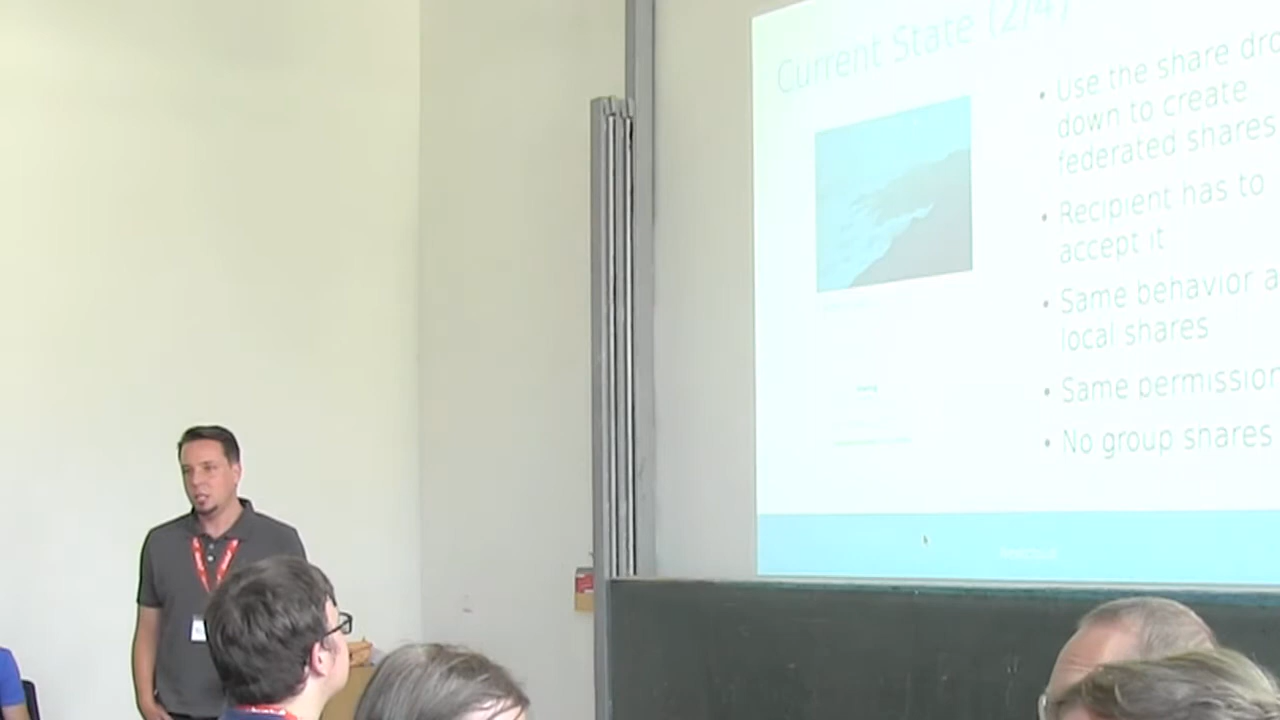 Current State (2/4)
Use the share dro
down to create
federated shares
Recipient has to
accept it
Same behavior a
local shares
Same permission
No group shares